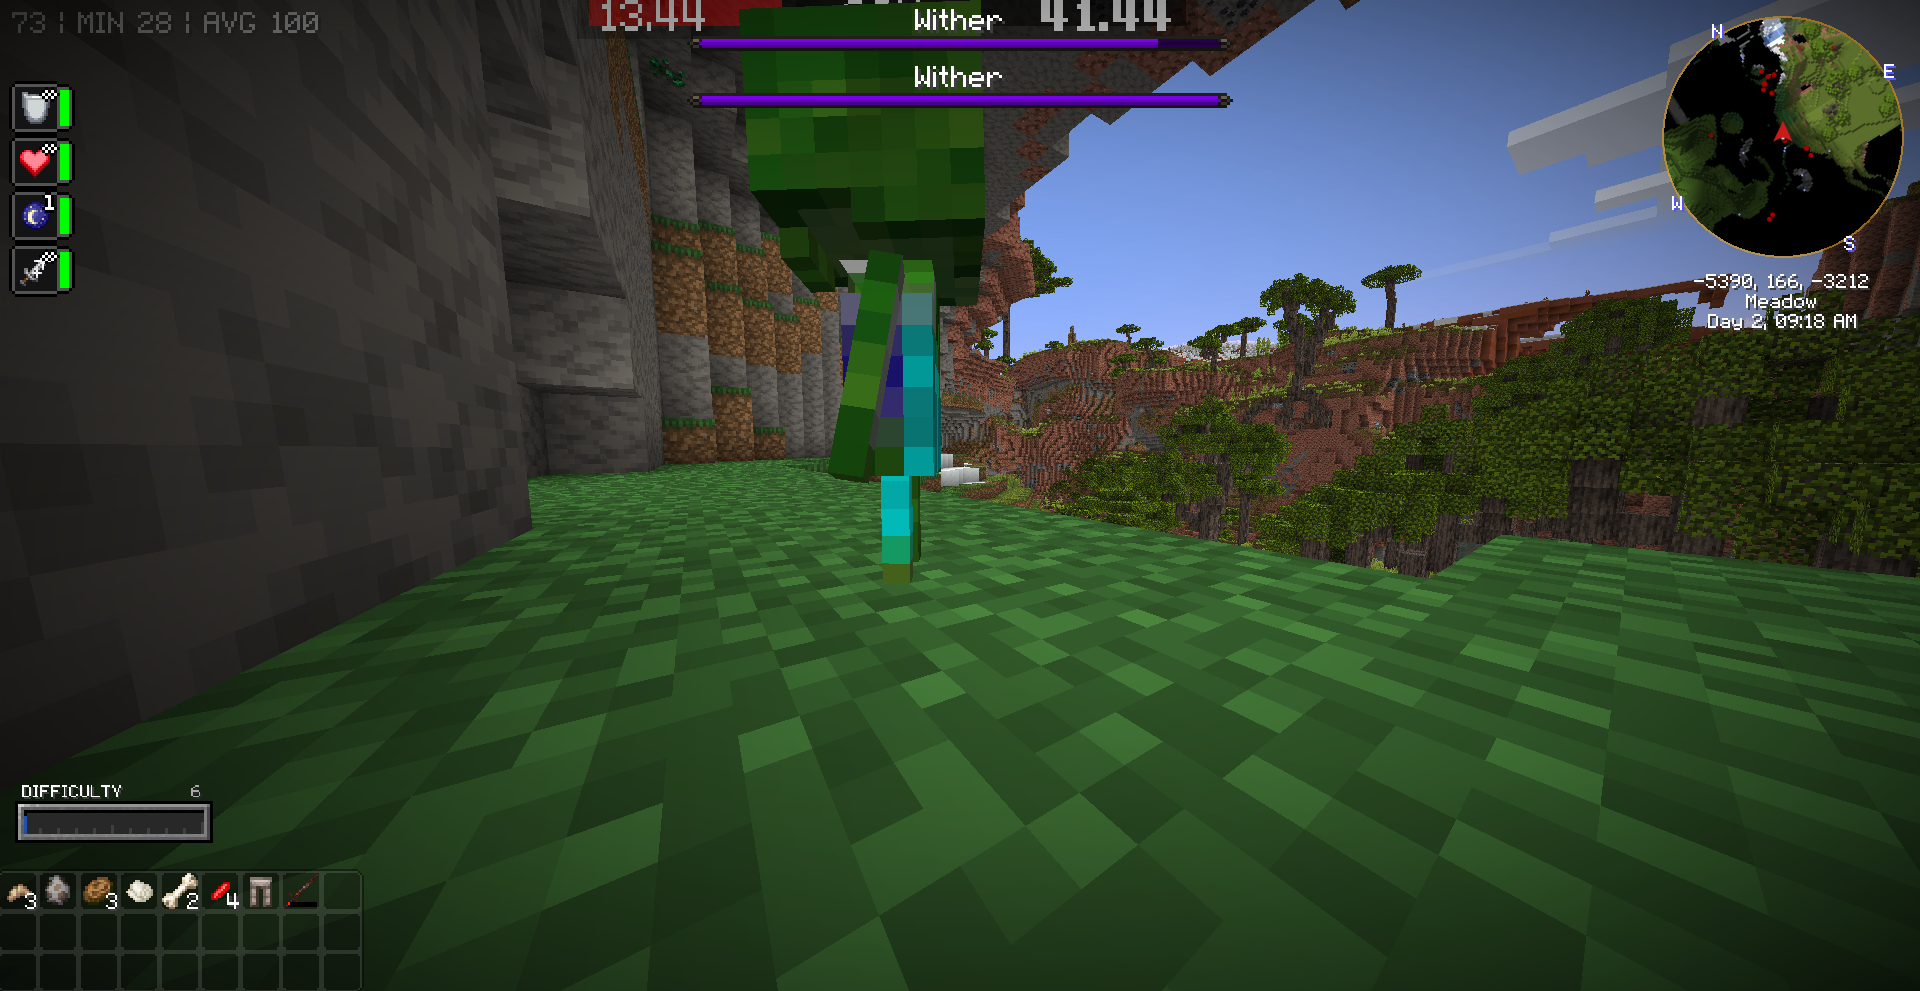 73 | MIN 28 | AVG 100
13.44
41.44
Wither
Wither
N
E
W
S
1
-5390, 166, -3212
Meadow
Day 2, 09:18 AM
DIFFICULTY 6
3 3 2 4